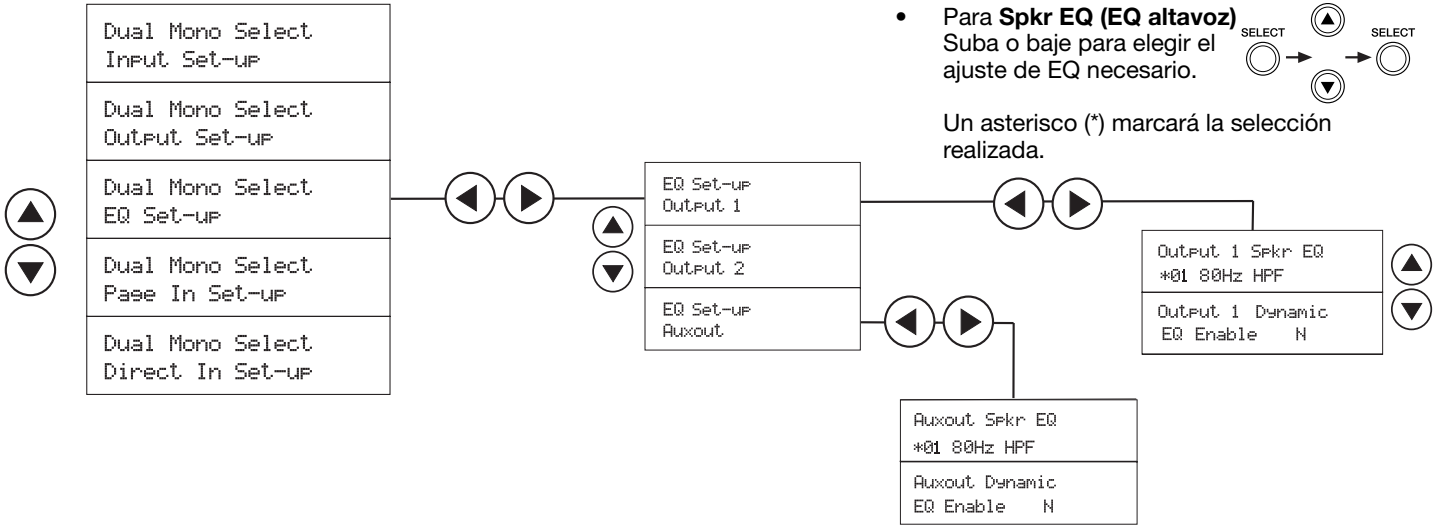 Dual Mono Select
Input Set-up
Dual Mono Select
Output Set-up
Dual Mono Select
EQ Set-up
Dual Mono Select
Page In Set-up
Dual Mono Select
Direct In Set-up
EQ Set-up
Output 1
EQ Set-up
Output 2
EQ Set-up
Auxout
• Para Spkr EQ (EQ altavoz)
Suba o baje para elegir el
ajuste de EQ necesario.
SELECT
SELECT
Un asterisco (*) marcará la selección
realizada.
Output 1 Spkr EQ
*01 80Hz HPF
Output 1 Dynamic
EQ Enable N
Auxout Spkr EQ
*01 80Hz HPF
Auxout Dynamic
EQ Enable N